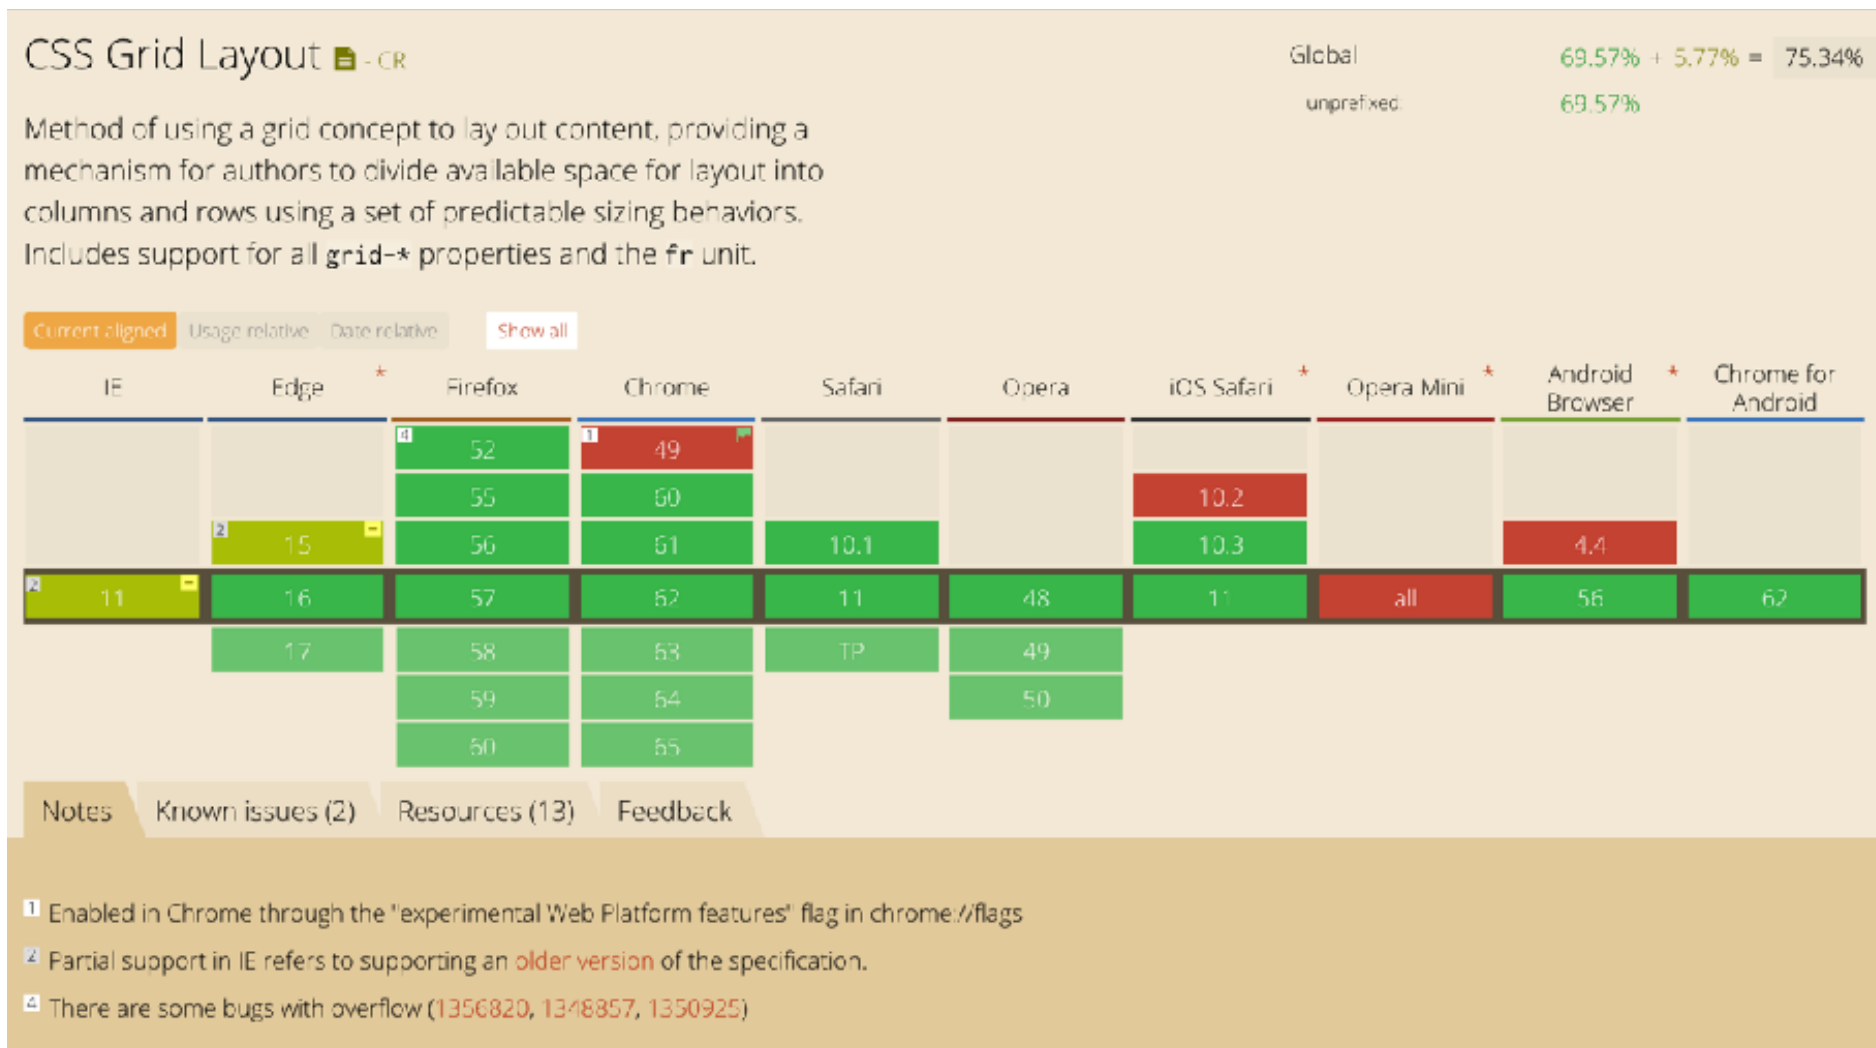 CSS Grid Layout - CR
Global 69.57% + 5.77% = 75.34%
unprefixed: 69.57%
Method of using a grid concept to lay out content, providing a
mechanism for authors to divide available space for layout into
columns and rows using a set of predictable sizing behaviors.
Includes support for all grid-* properties and the fr unit.
Current aligned Usage relative Date relative Show all
IE Edge * Firefox Chrome Safari Opera iOS Safari * Opera Mini * Android Browser * Chrome for Android
4 52 1 49
55 60 10.2
2 15 - 56 61 10.1 10.3 4.4
2 11 - 16 57 62 11 48 11 all 56 62
17 58 63 TP 49
59 64 50
60 65
Notes Known issues (2) Resources (13) Feedback
1 Enabled in Chrome through the "experimental Web Platform features" flag in chrome://flags
2 Partial support in IE refers to supporting an older version of the specification.
4 There are some bugs with overflow (1356820, 1348857, 1350925)